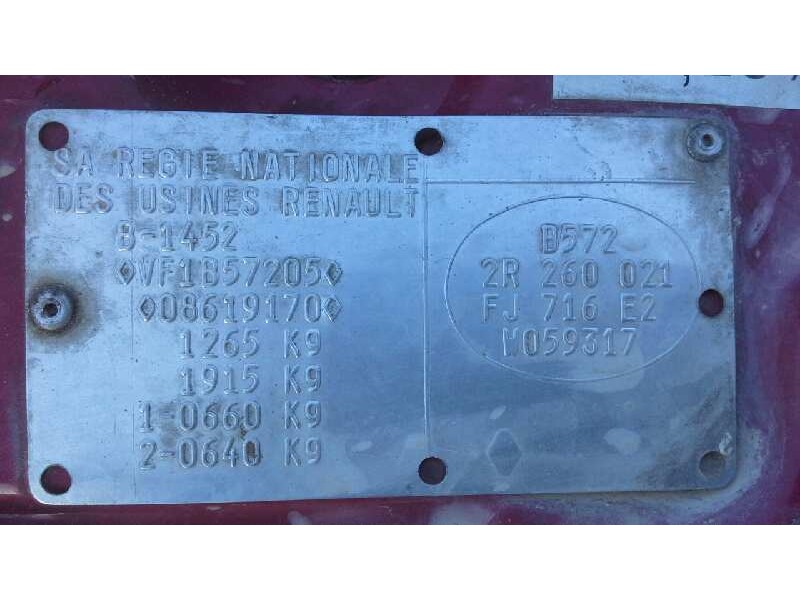 SA REGIE NATIONALE
DES USINES RENAULT
B-1452
◊VF1B57205◊
◊08619170◊
1265 K9
1915 K9
1-0660 K9
2-0640 K9
B572
2R 260 021
FJ 716 E2
M059317